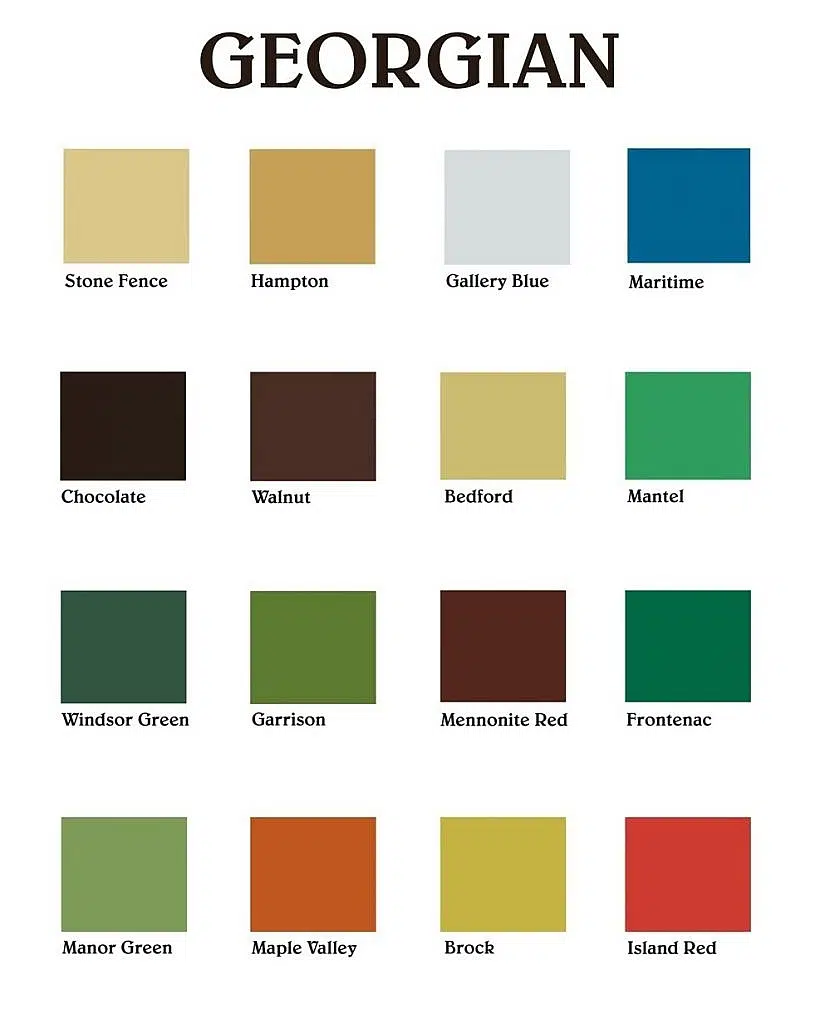 GEORGIAN
Stone Fence
Hampton
Gallery Blue
Maritime
Chocolate
Walnut
Bedford
Mantel
Windsor Green
Garrison
Mennonite Red
Frontenac
Manor Green
Maple Valley
Brock
Island Red